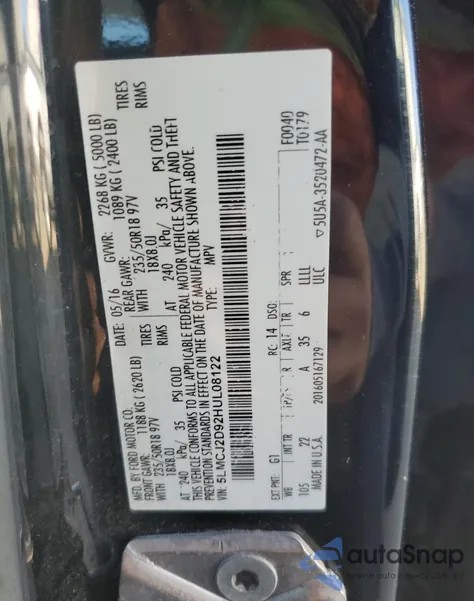 MFD. BY FORD MOTOR CO.
DATE: 05/16 GVWR: 2268 KG (5000 LB)
FRONT GAWR: 1188 KG (2620 LB) REAR GAWR: 1089 KG (2400 LB)
235/50R18 97V TIRES WITH 235/50R18 97V TIRES
18X8.0J RIMS 18X8.0J RIMS
AT 240 kPa/ 35 PSI COLD AT 240 kPa/ 35 PSI COLD
THIS VEHICLE CONFORMS TO ALL APPLICABLE FEDERAL MOTOR VEHICLE SAFETY AND THEFT
PREVENTION STANDARDS IN EFFECT ON THE DATE OF MANUFACTURE SHOWN ABOVE.
VIN: 5LMCJ2D92HUL08122 TYPE: MPV
F0040
T0179
EXT PNT: G1 RC: 14 DSO:
WB INT TR R AXLE TR SPR
105 22 A 35 6 LLLL
ULC
▽5U5A-3520472-AA
MADE IN U.S.A.
201605167129
autoSnap